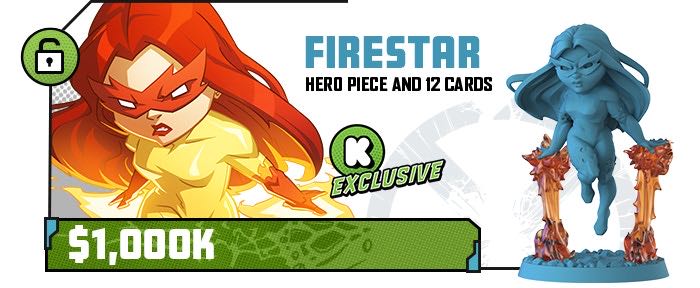 FIRESTAR
HERO PIECE AND 12 CARDS
K
EXCLUSIVE
$1,000K